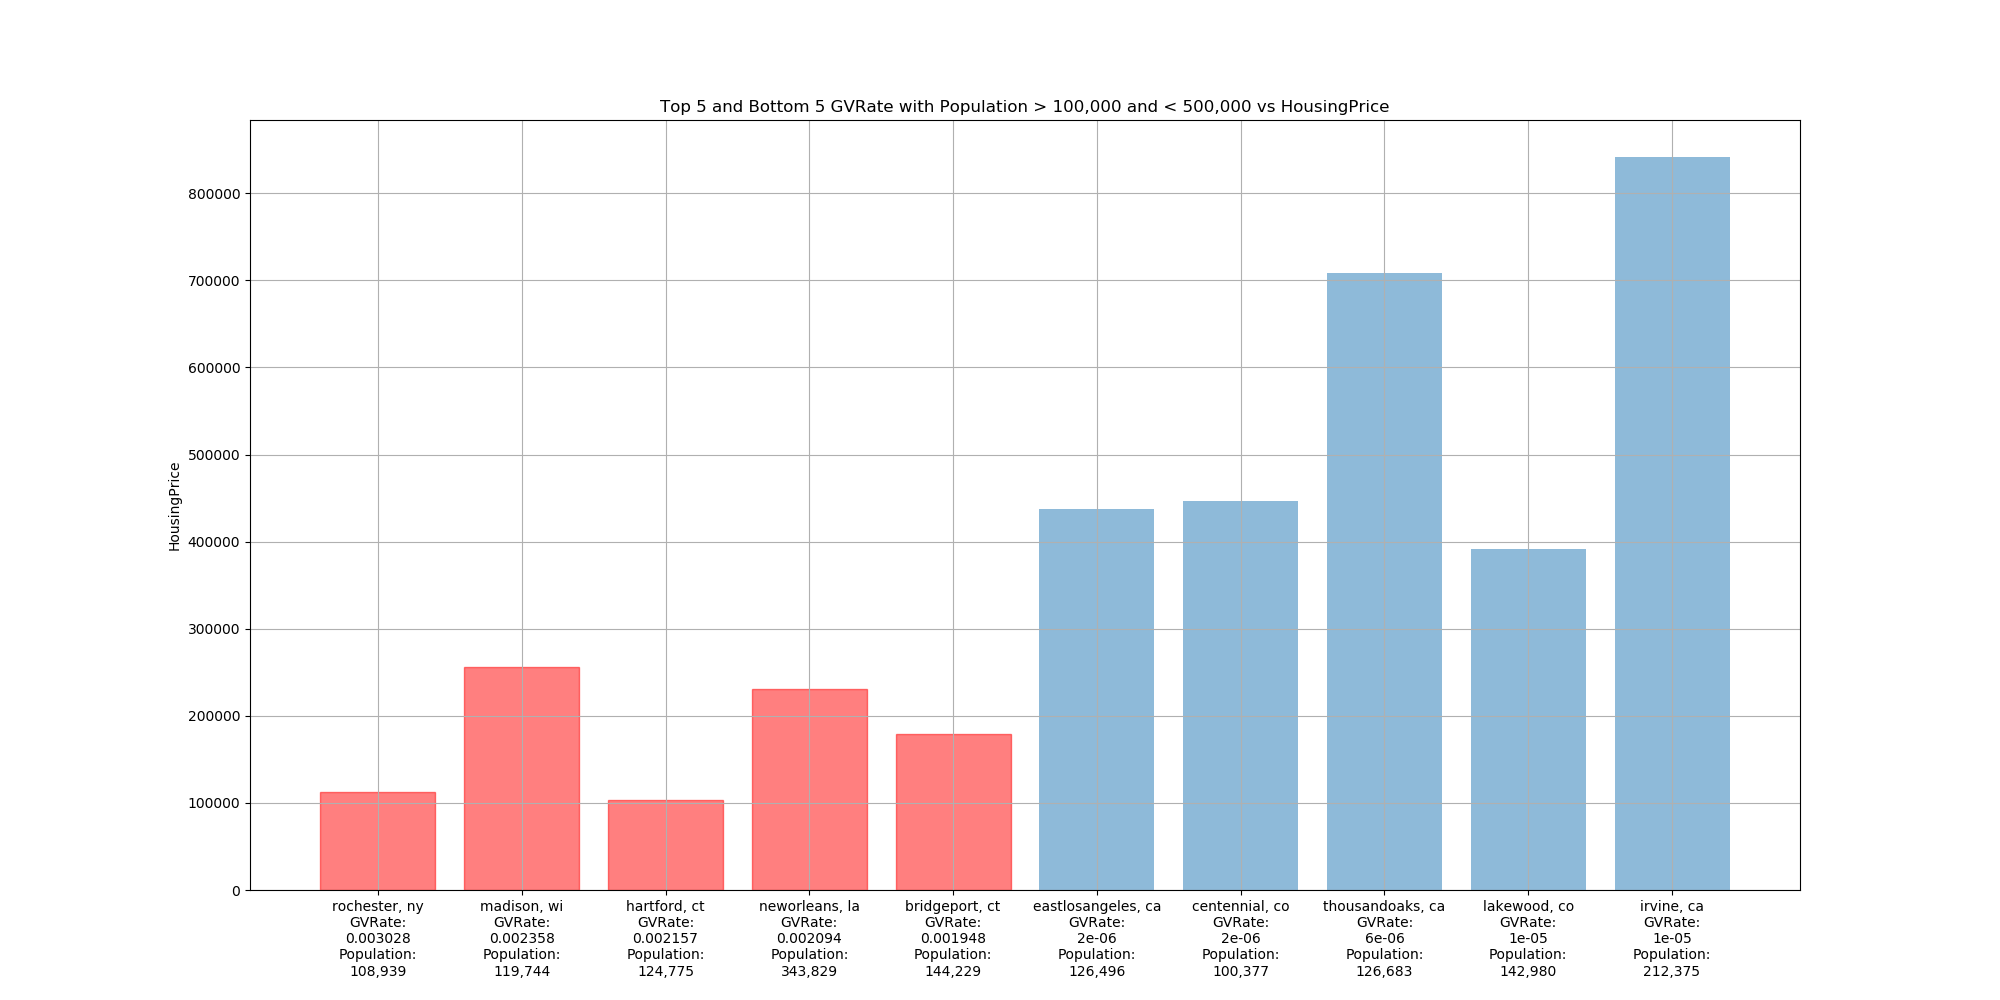 Top 5 and Bottom 5 GVRate with Population > 100,000 and < 500,000 vs HousingPrice
HousingPrice
800000
700000
600000
500000
400000
300000
200000
100000
0
rochester, ny
GVRate:
0.003028
Population:
108,939
madison, wi
GVRate:
0.002358
Population:
119,744
hartford, ct
GVRate:
0.002157
Population:
124,775
neworleans, la
GVRate:
0.002094
Population:
343,829
bridgeport, ct
GVRate:
0.001948
Population:
144,229
eastlosangeles, ca
GVRate:
2e-06
Population:
126,496
centennial, co
GVRate:
2e-06
Population:
100,377
thousandoaks, ca
GVRate:
6e-06
Population:
126,683
lakewood, co
GVRate:
1e-05
Population:
142,980
irvine, ca
GVRate:
1e-05
Population:
212,375